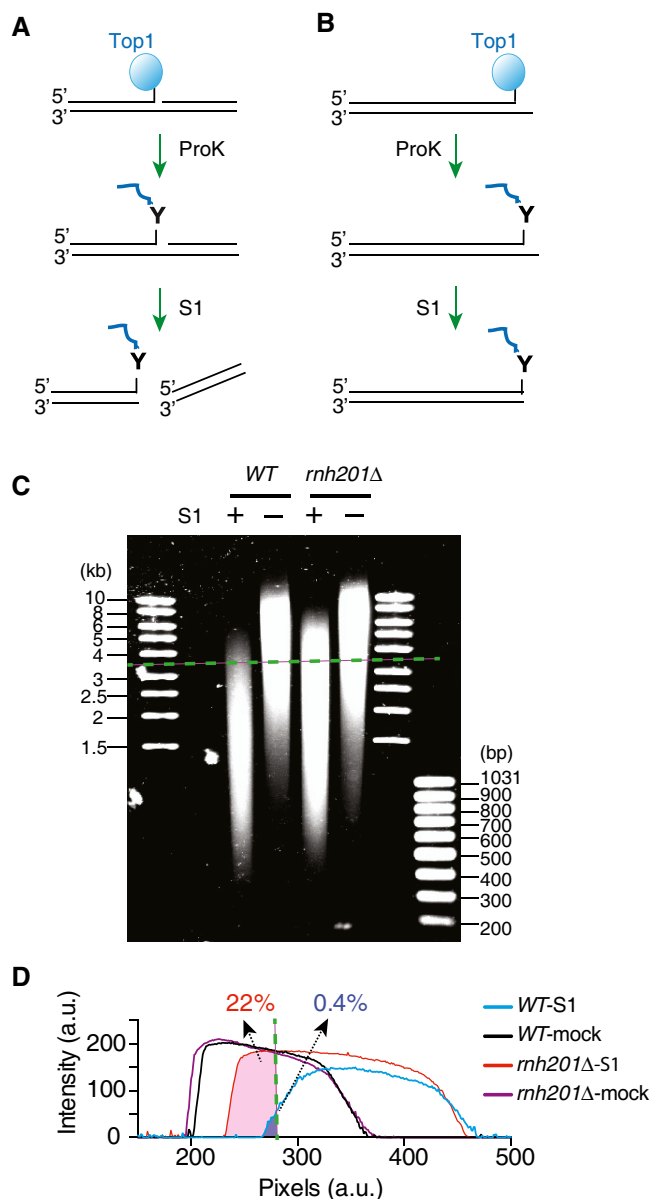 A
Top1
5'
3'
ProK
Y
5'
3'
S1
Y
5'
3'
5'
3'
B
Top1
5'
3'
ProK
Y
5'
3'
S1
Y
5'
3'
C
WT rnh201Δ
S1 + − + −
(kb)
10
8
6
5
4
3
2.5
2
1.5
(bp)
1031
900
800
700
600
500
400
300
200
D
22% 0.4%
Intensity (a.u.)
200
100
0
200 300 400 500
Pixels (a.u.)
WT-S1
WT-mock
rnh201Δ-S1
rnh201Δ-mock